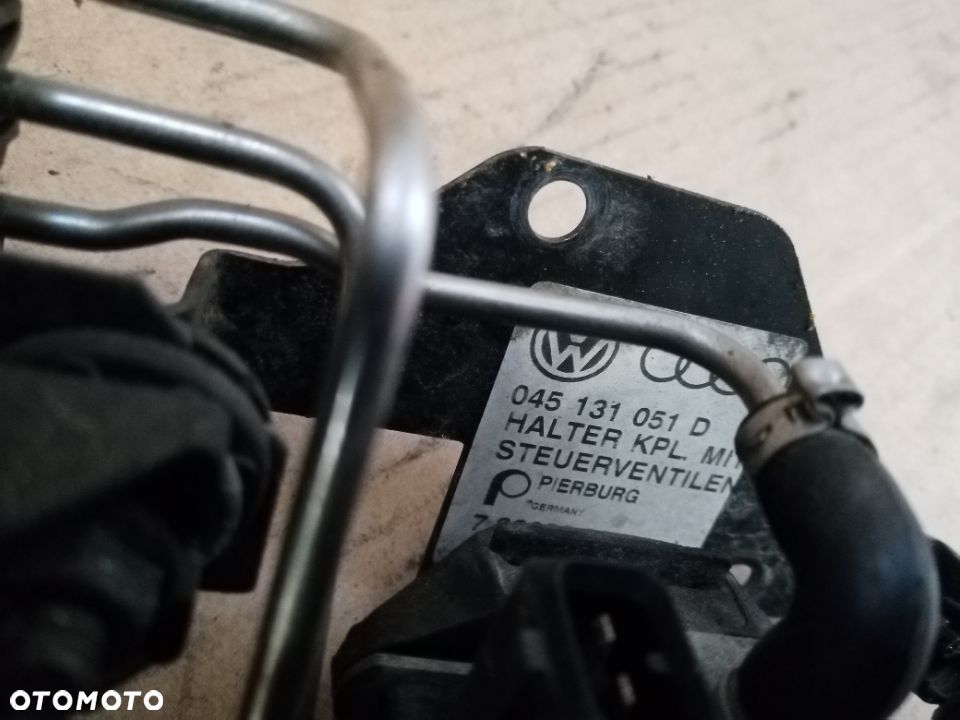 045 131 051 D
HALTER KPL. MIT
STEUERVENTILEN
PIERBURG
GERMANY
OTOMOTO